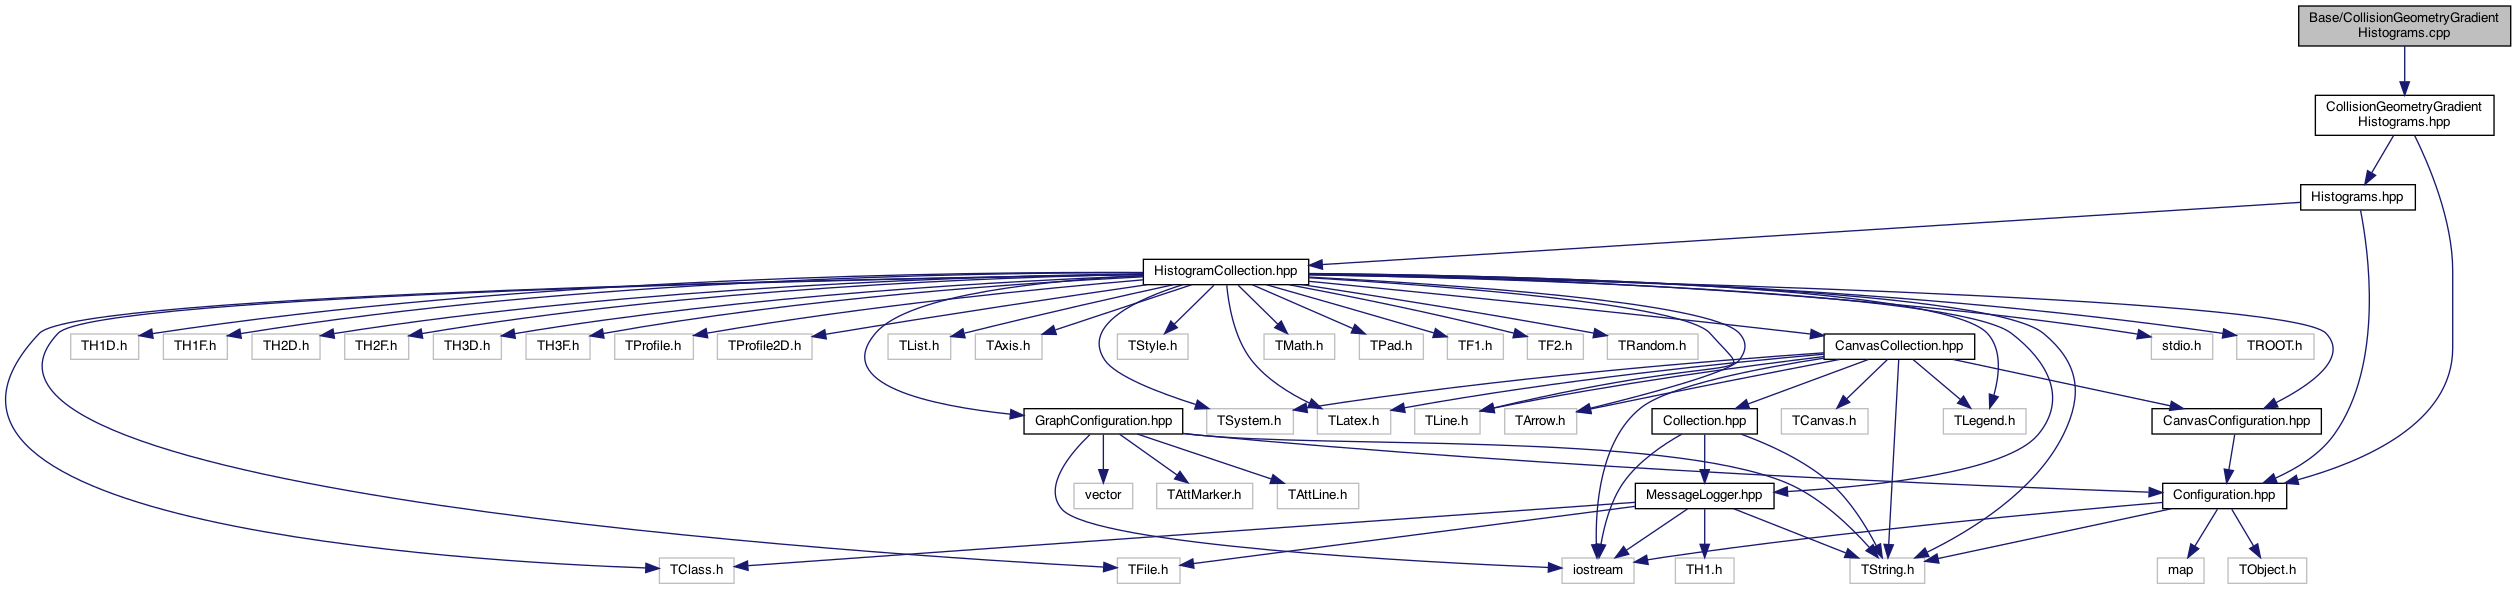 Base/CollisionGeometryGradient
Histograms.cpp
CollisionGeometryGradient
Histograms.hpp
Histograms.hpp
HistogramCollection.hpp
TH1D.h
TH1F.h
TH2D.h
TH2F.h
TH3D.h
TH3F.h
TProfile.h
TProfile2D.h
TList.h
TAxis.h
TStyle.h
TMath.h
TPad.h
TF1.h
TF2.h
TRandom.h
CanvasCollection.hpp
stdio.h
TROOT.h
GraphConfiguration.hpp
TSystem.h
TLatex.h
TLine.h
TArrow.h
Collection.hpp
TCanvas.h
TLegend.h
CanvasConfiguration.hpp
vector
TAttMarker.h
TAttLine.h
MessageLogger.hpp
Configuration.hpp
TClass.h
TFile.h
iostream
TH1.h
TString.h
map
TObject.h